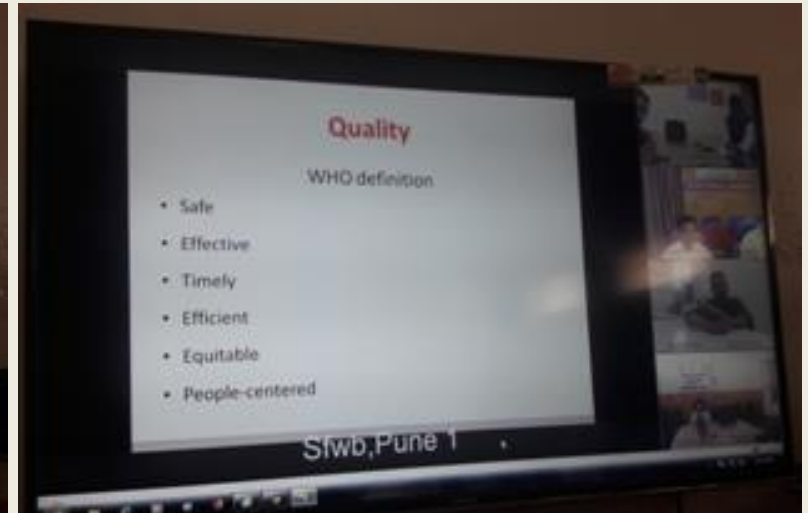 Quality
WHO definition
• Safe
• Effective
• Timely
• Efficient
• Equitable
• People-centered
Sfwb,Pune 1